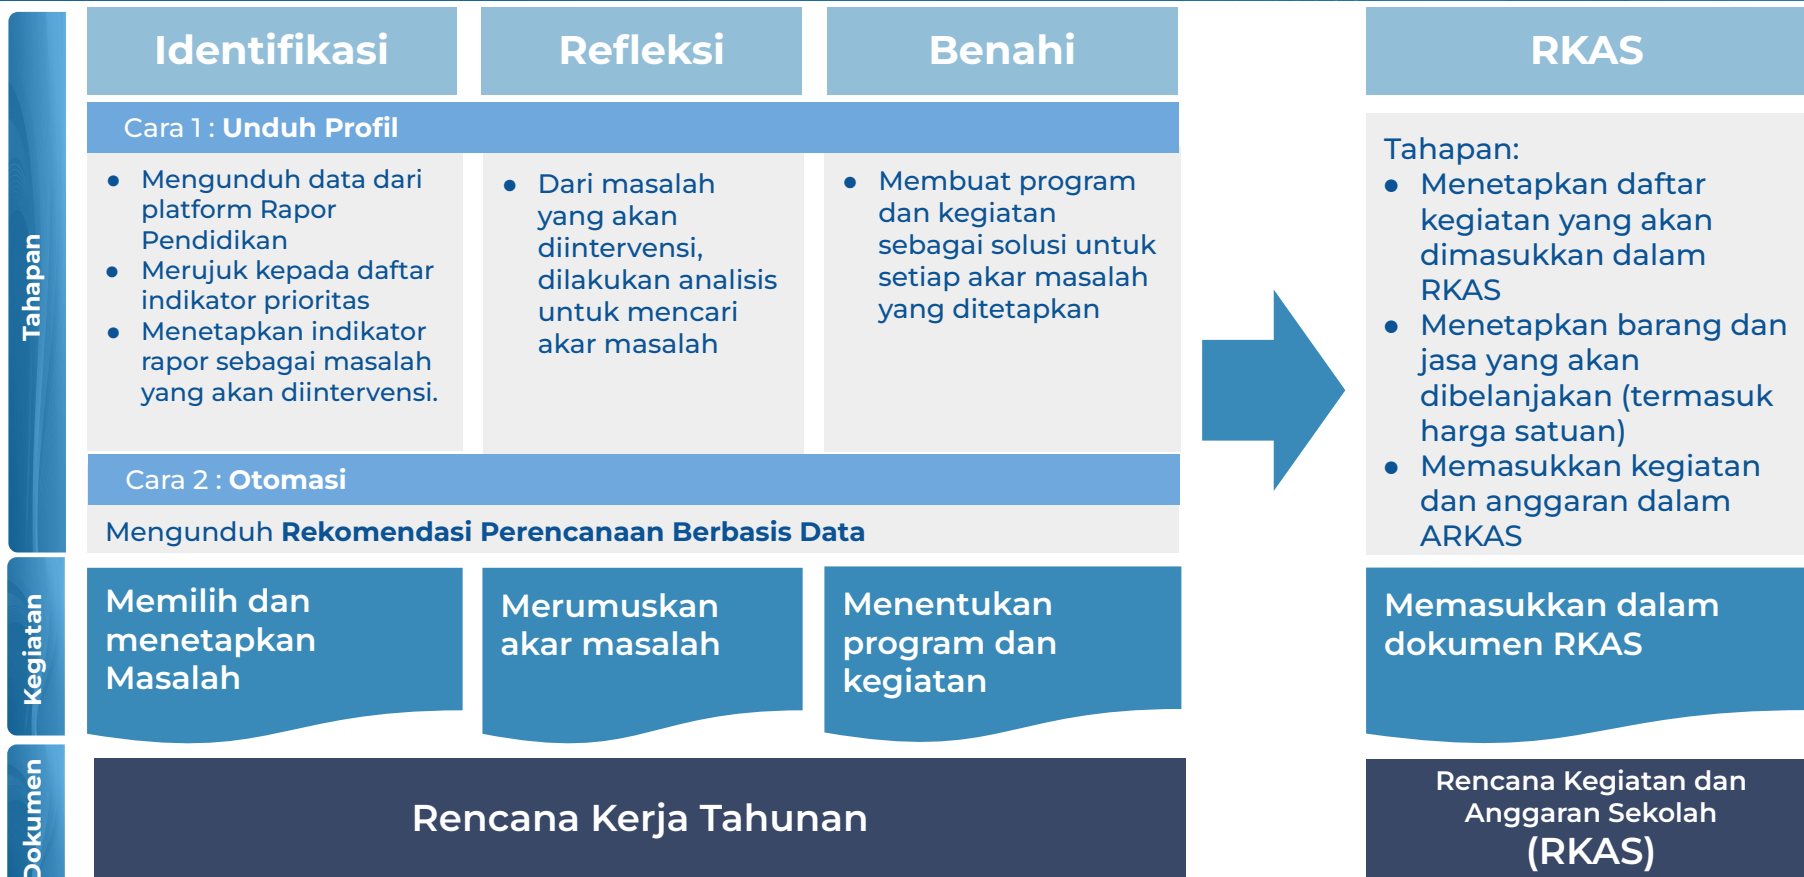 Identifikasi
Refleksi
Benahi
RKAS
Tahapan
Cara 1 : Unduh Profil
● Mengunduh data dari
platform Rapor
Pendidikan
● Merujuk kepada daftar
indikator prioritas
● Menetapkan indikator
rapor sebagai masalah
yang akan diintervensi.
● Dari masalah
yang akan
diintervensi,
dilakukan analisis
untuk mencari
akar masalah
● Membuat program
dan kegiatan
sebagai solusi untuk
setiap akar masalah
yang ditetapkan
Cara 2 : Otomasi
Mengunduh Rekomendasi Perencanaan Berbasis Data
Tahapan:
● Menetapkan daftar
kegiatan yang akan
dimasukkan dalam
RKAS
● Menetapkan barang dan
jasa yang akan
dibelanjakan (termasuk
harga satuan)
● Memasukkan kegiatan
dan anggaran dalam
ARKAS
Kegiatan
Memilih dan
menetapkan
Masalah
Merumuskan
akar masalah
Menentukan
program dan
kegiatan
Memasukkan dalam
dokumen RKAS
Dokumen
Rencana Kerja Tahunan
Rencana Kegiatan dan
Anggaran Sekolah
(RKAS)